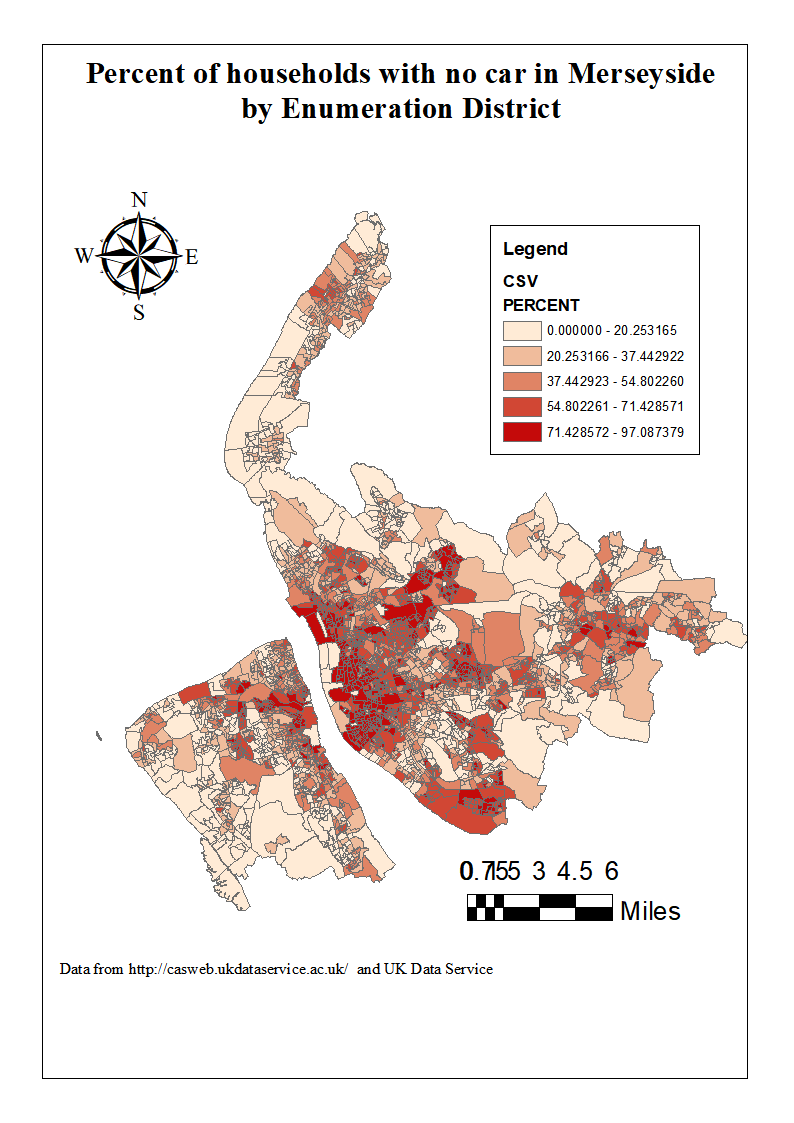 Percent of households with no car in Merseyside
by Enumeration District
N
W E
S
Legend
CSV
PERCENT
0.000000 - 20.253165
20.253166 - 37.442922
37.442923 - 54.802260
54.802261 - 71.428571
71.428572 - 97.087379
3 4.5 6
Miles
Data from http://casweb.ukdataservice.ac.uk/ and UK Data Service